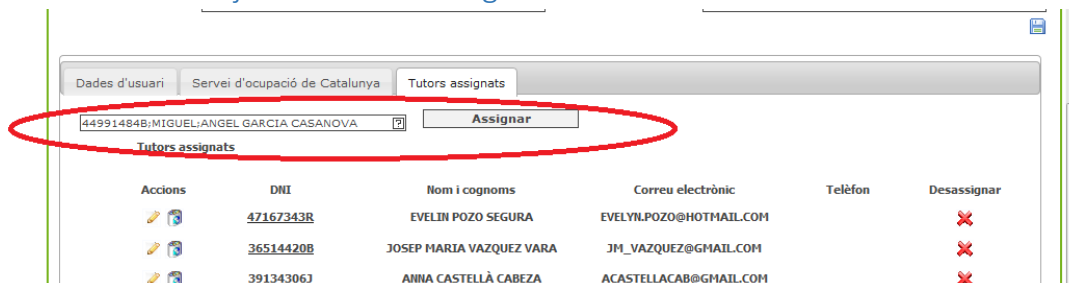 Dades d'usuari Servei d'ocupació de Catalunya Tutors assignats
44991484B;MIGUEL;ANGEL GARCIA CASANOVA ? Assignar
Tutors assignats
Accions DNI Nom i cognoms Correu electrònic Telèfon Desassignar
47167343R EVELIN POZO SEGURA EVELYN.POZO@HOTMAIL.COM
36514420B JOSEP MARIA VAZQUEZ VARA JM_VAZQUEZ@GMAIL.COM
39134306J ANNA CASTELLÀ CABEZA ACASTELLACAB@GMAIL.COM